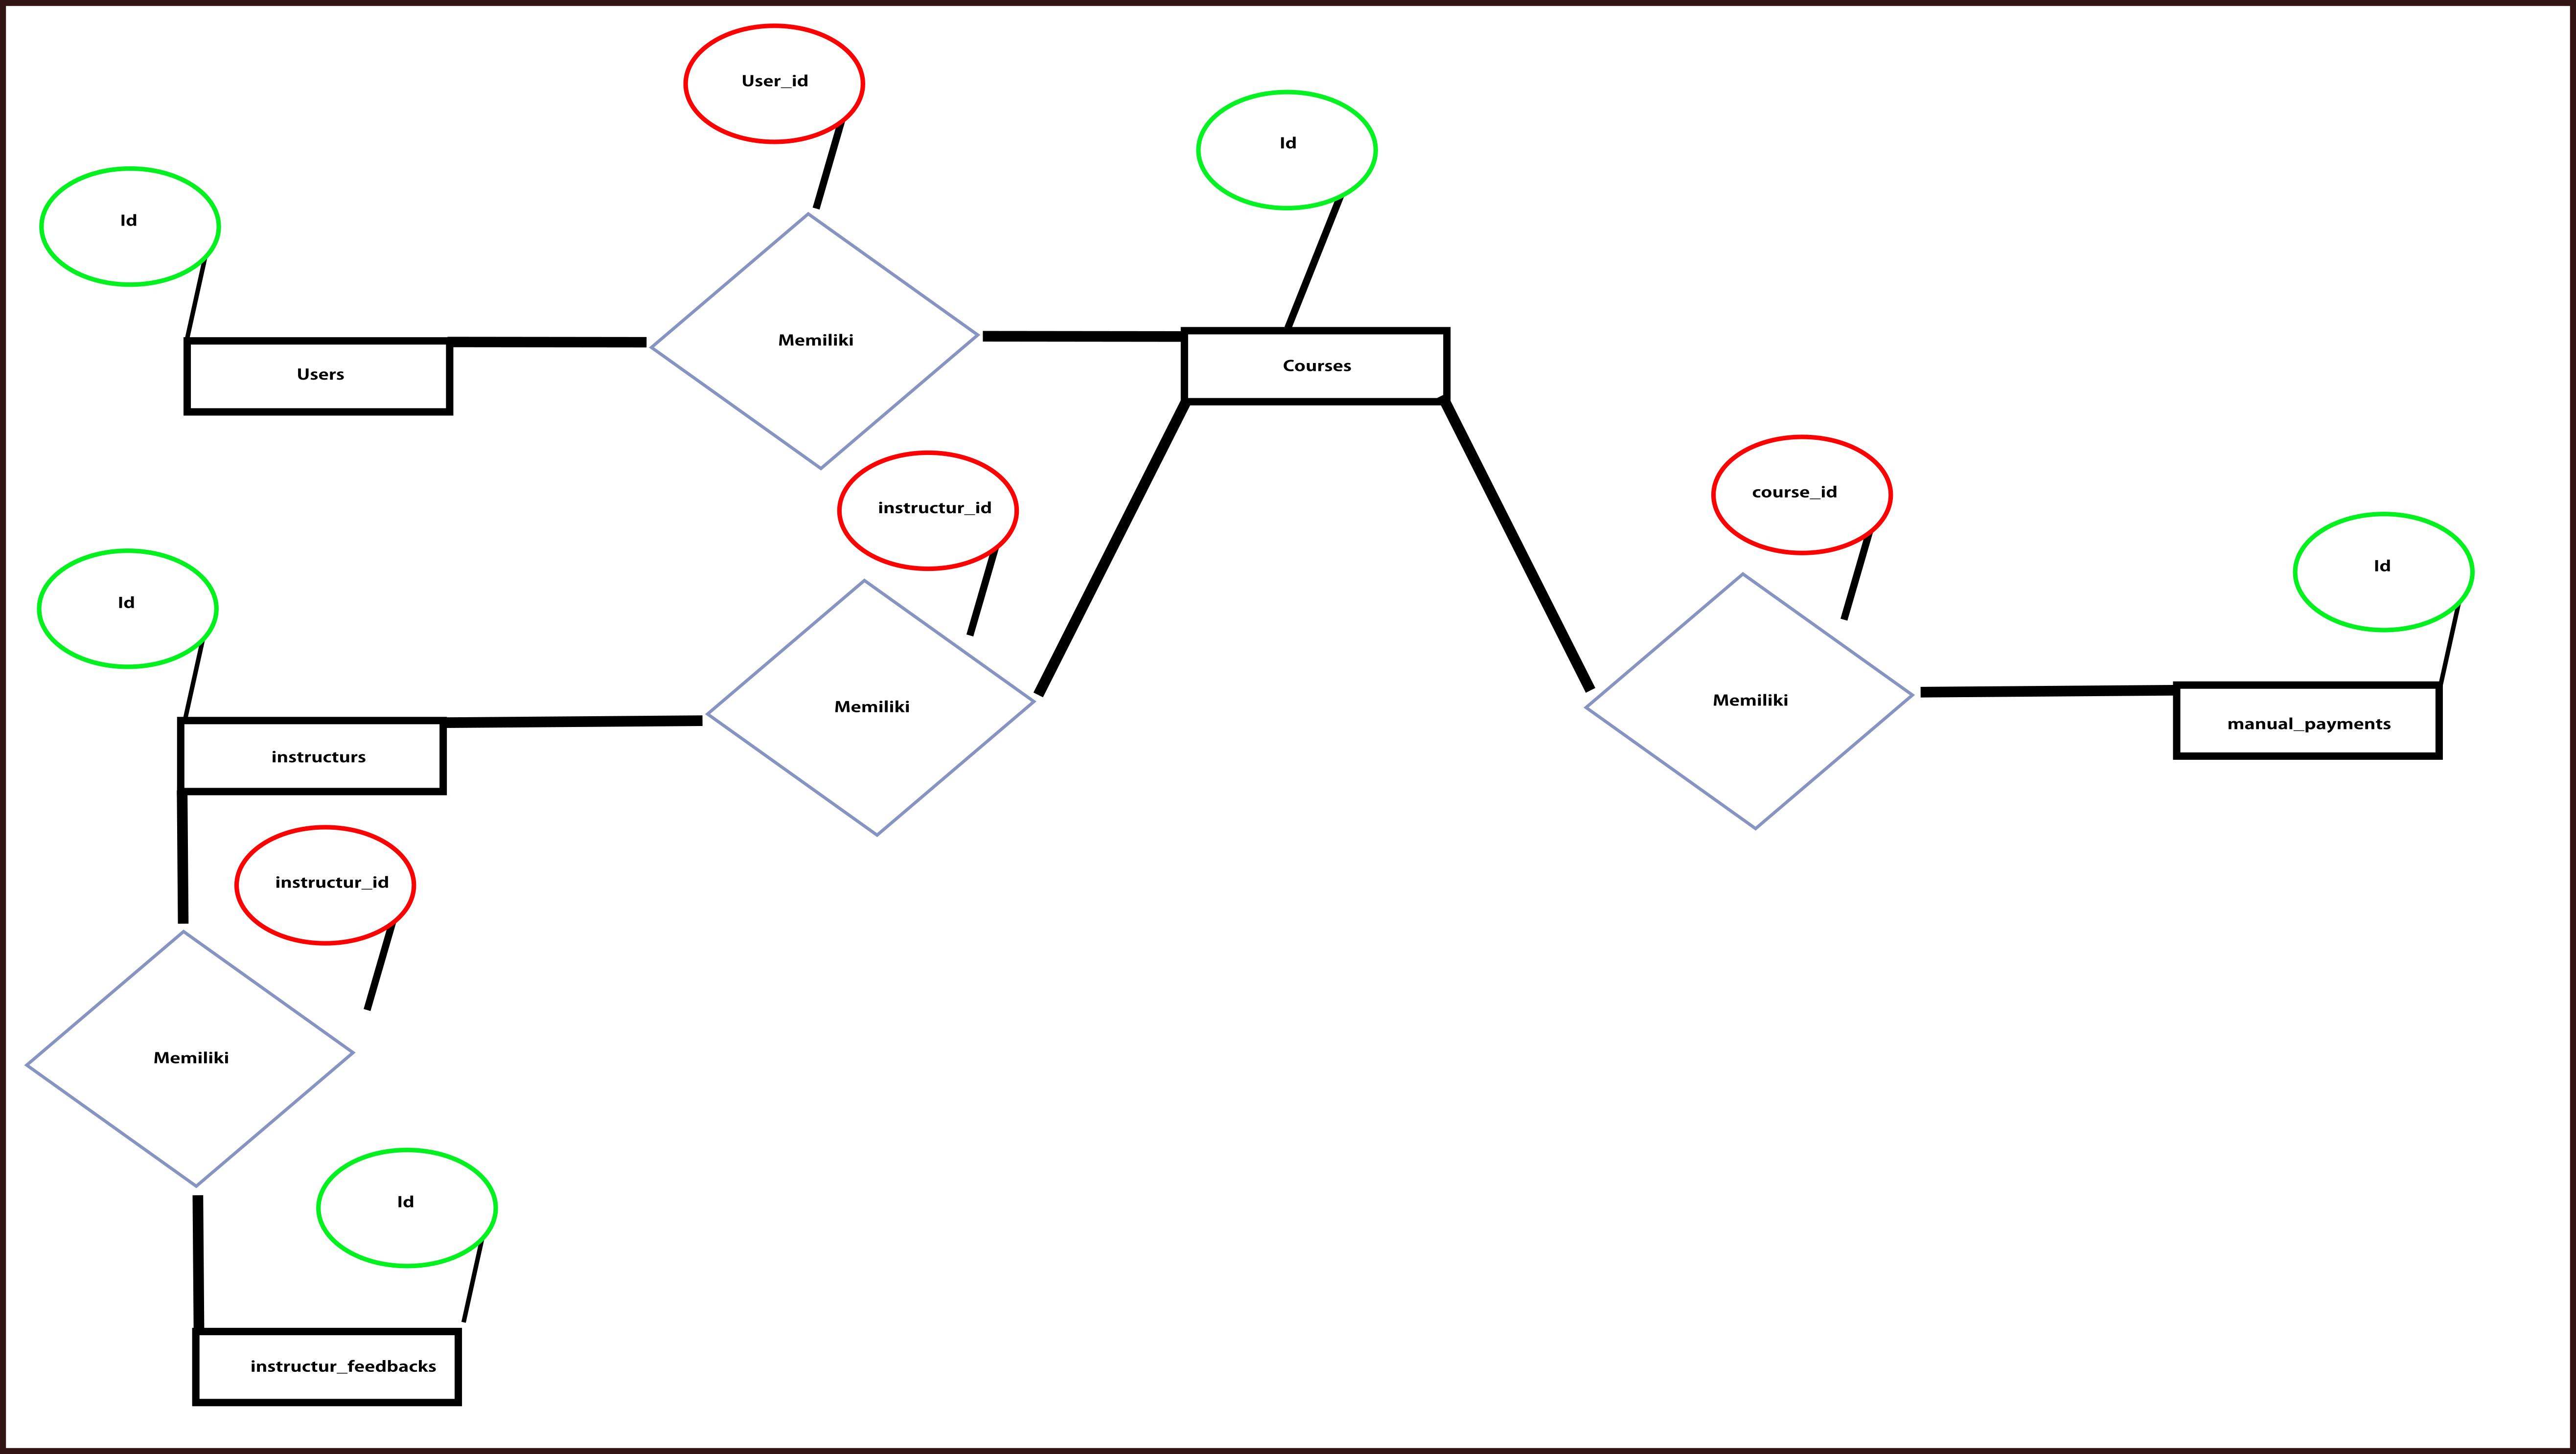 User_id
Id
Id
Memiliki
Courses
Users
course_id
instructur_id
Id
Id
Memiliki
Memiliki
manual_payments
instructurs
instructur_id
Memiliki
Id
instructur_feedbacks